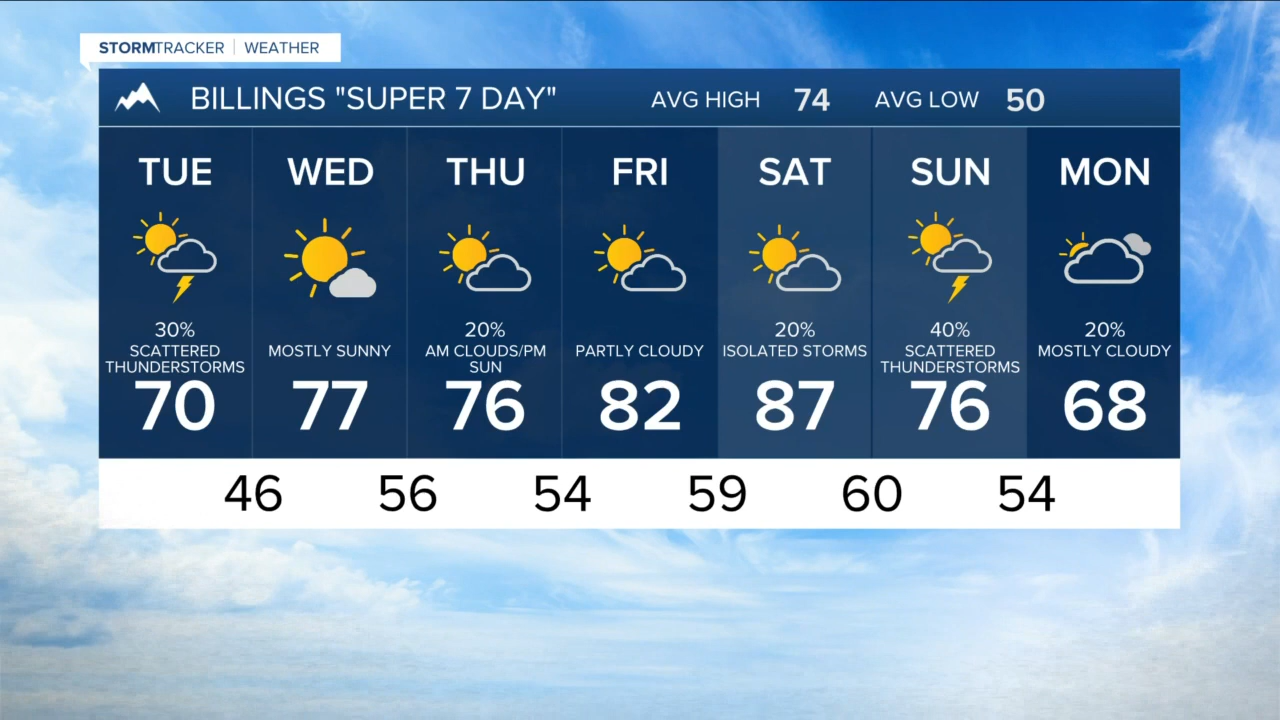 STORMTRACKER | WEATHER
BILLINGS "SUPER 7 DAY" AVG HIGH 74 AVG LOW 50
TUE WED THU FRI SAT SUN MON
30% 20% 20% 40% 20%
SCATTERED MOSTLY SUNNY AM CLOUDS/PM PARTLY CLOUDY ISOLATED STORMS SCATTERED MOSTLY CLOUDY
THUNDERSTORMS SUN THUNDERSTORMS
70 77 76 82 87 76 68
46 56 54 59 60 54